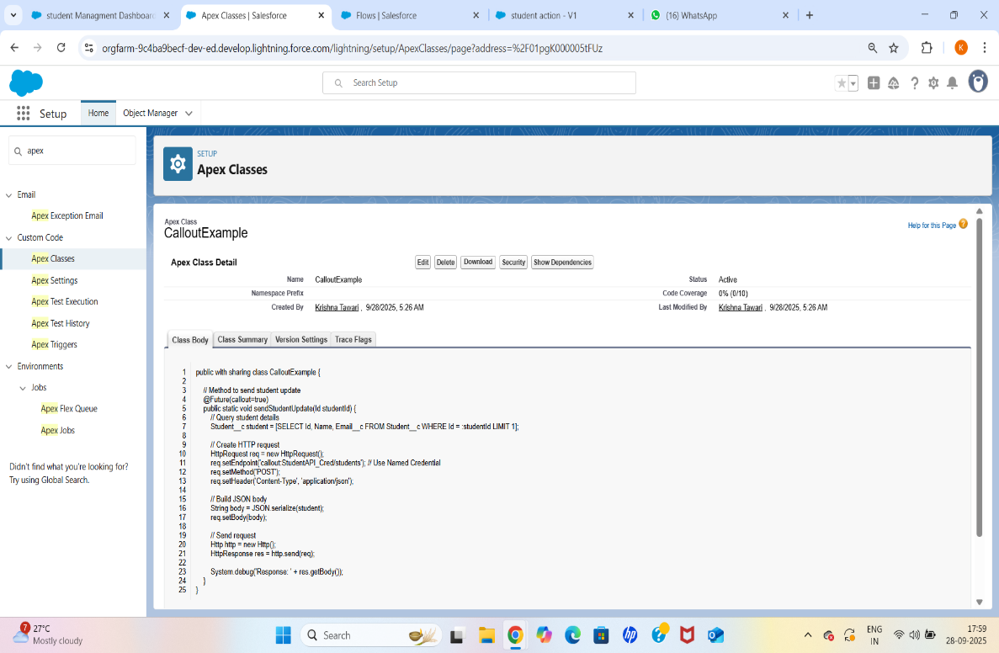 student Managment Dashboard
Apex Classes | Salesforce
Flows | Salesforce
student action - V1
(16) WhatsApp
orgfarm-9c4ba9becf-dev-ed.develop.lightning.force.com/lightning/setup/ApexClasses/page?address=%2F01pgK000005tFUz
K
Search Setup
Setup
Home
Object Manager
apex
Email
Apex Exception Email
Custom Code
Apex Classes
Apex Settings
Apex Test Execution
Apex Test History
Apex Triggers
Environments
Jobs
Apex Flex Queue
Apex Jobs
Didn't find what you're looking for?
Try using Global Search.
SETUP
Apex Classes
Apex Class
CalloutExample
Help for this Page
Apex Class Detail
Edit Delete Download Security Show Dependencies
Name CalloutExample Status Active
Namespace Prefix Code Coverage 0% (0/10)
Created By Krishna Tawari , 9/28/2025, 5:26 AM Last Modified By Krishna Tawari , 9/28/2025, 5:26 AM
Class Body Class Summary Version Settings Trace Flags
1 public with sharing class CalloutExample {
2
3 // Method to send student update
4 @Future(callout=true)
5 public static void sendStudentUpdate(Id studentId) {
6 // Query student details
7 Student__c student = [SELECT Id, Name, Email__c FROM Student__c WHERE Id = :studentId LIMIT 1];
8
9 // Create HTTP request
10 HttpRequest req = new HttpRequest();
11 req.setEndpoint('callout:StudentAPI_Cred/students'); // Use Named Credential
12 req.setMethod('POST');
13 req.setHeader('Content-Type', 'application/json');
14
15 // Build JSON body
16 String body = JSON.serialize(student);
17 req.setBody(body);
18
19 // Send request
20 Http http = new Http();
21 HttpResponse res = http.send(req);
22
23 System.debug('Response: ' + res.getBody());
24 }
25 }
7
27°C
Mostly cloudy
Search
ENG
IN
17:59
28-09-2025